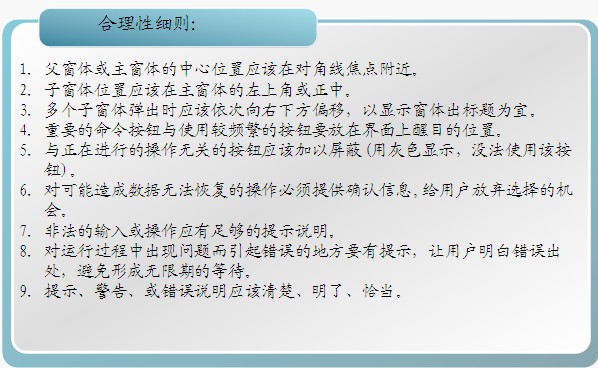 合理性细则:
1. 父窗体或主窗体的中心位置应该在对角线焦点附近。
2. 子窗体位置应该在主窗体的左上角或正中。
3. 多个子窗体弹出时应该依次向右下方偏移，以显示窗体出标题为宜。
4. 重要的命令按钮与使用较频繁的按钮要放在界面上醒目的位置。
5. 与正在进行的操作无关的按钮应该加以屏蔽(用灰色显示，没法使用该按
钮)。
6. 对可能造成数据无法恢复的操作必须提供确认信息,给用户放弃选择的机
会。
7. 非法的输入或操作应有足够的提示说明。
8. 对运行过程中出现问题而引起错误的地方要有提示，让用户明白错误出
处，避免形成无限期的等待。
9. 提示、警告、或错误说明应该清楚、明了、恰当。